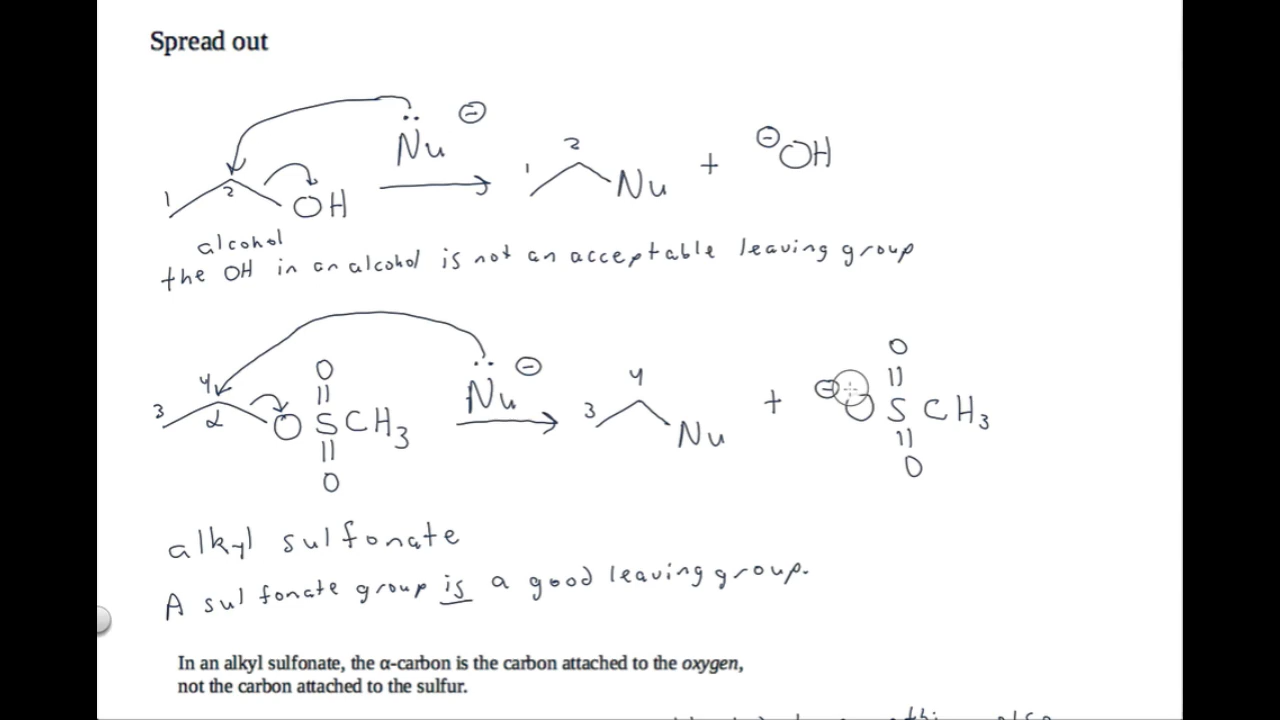 Spread out
Nu ⊖
1 2 OH
1 2 Nu + ⊖OH
alcohol
the OH in an alcohol is not an acceptable leaving group
3 4 α O S CH3
O
O
Nu ⊖
3 4 Nu + ⊖O S CH3
O
O
alkyl sulfonate
A sulfonate group is a good leaving group.
In an alkyl sulfonate, the α-carbon is the carbon attached to the oxygen,
not the carbon attached to the sulfur.